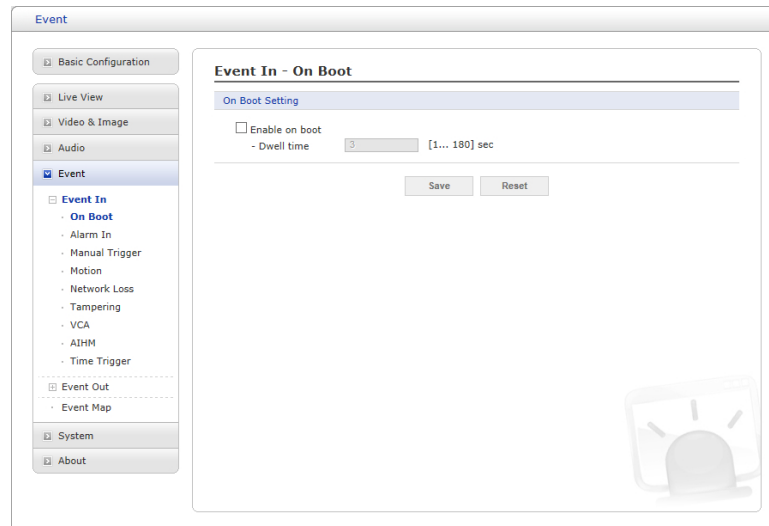 Event
Basic Configuration
Live View
Video & Image
Audio
Event
Event In
On Boot
Alarm In
Manual Trigger
Motion
Network Loss
Tampering
VCA
AIHM
Time Trigger
Event Out
Event Map
System
About
Event In - On Boot
On Boot Setting
Enable on boot
- Dwell time 3 [1... 180] sec
Save Reset